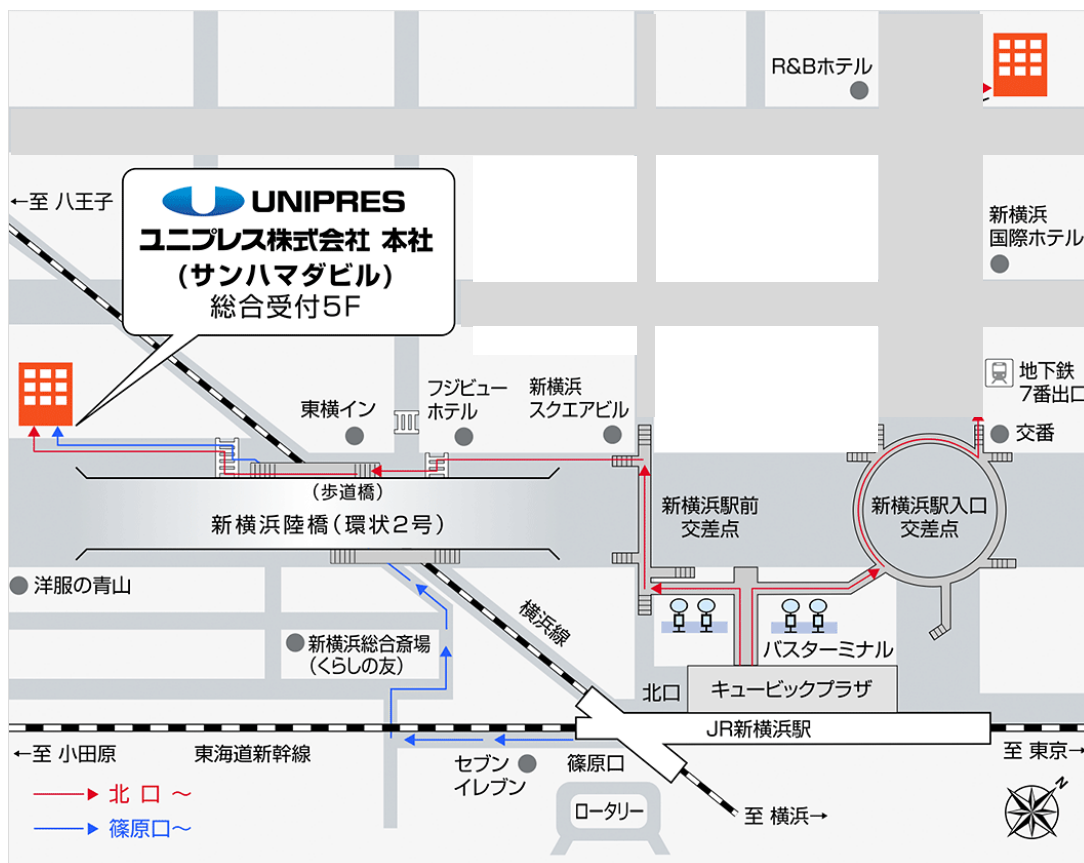 R&Bホテル
←至 八王子
UNIPRES
ユニプレス株式会社 本社
(サンハマダビル)
総合受付5F
新横浜
国際ホテル
地下鉄
7番出口
交番
東横イン
フジビュー
ホテル
新横浜
スクエアビル
(歩道橋)
新横浜陸橋(環状2号)
新横浜駅前
交差点
新横浜駅入口
交差点
洋服の青山
横浜線
新横浜総合斎場
(くらしの友)
バスターミナル
北口
キュービックプラザ
JR新横浜駅
←至 小田原
東海道新幹線
セブン
イレブン
篠原口
至 東京→
ロータリー
至 横浜→
北 口 ～
篠原口～
N